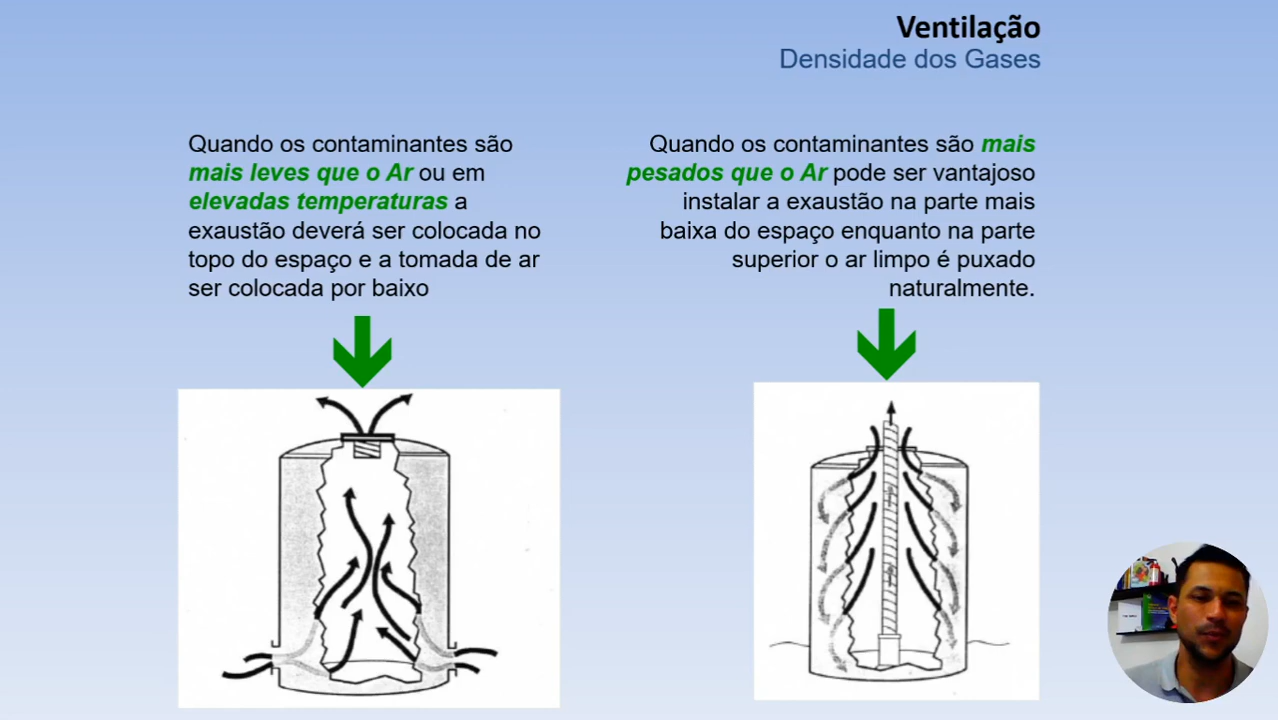 Ventilação
Densidade dos Gases
Quando os contaminantes são
mais leves que o Ar ou em
elevadas temperaturas a
exaustão deverá ser colocada no
topo do espaço e a tomada de ar
ser colocada por baixo
Quando os contaminantes são mais
pesados que o Ar pode ser vantajoso
instalar a exaustão na parte mais
baixa do espaço enquanto na parte
superior o ar limpo é puxado
naturalmente.